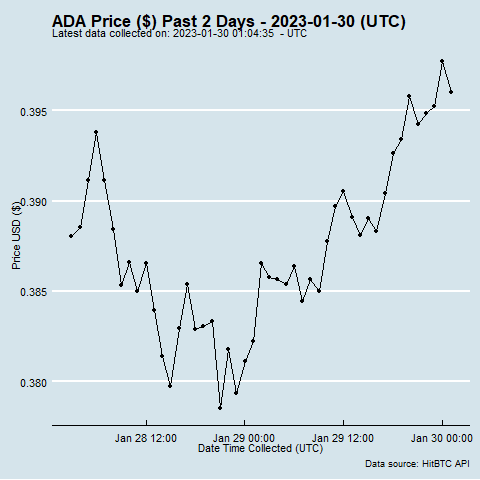 ADA Price ($) Past 2 Days - 2023-01-30 (UTC)
Latest data collected on: 2023-01-30 01:04:35 - UTC
0.395
0.390
0.385
0.380
Price USD ($)
Jan 28 12:00 Jan 29 00:00 Jan 29 12:00 Jan 30 00:00
Date Time Collected (UTC)
Data source: HitBTC API